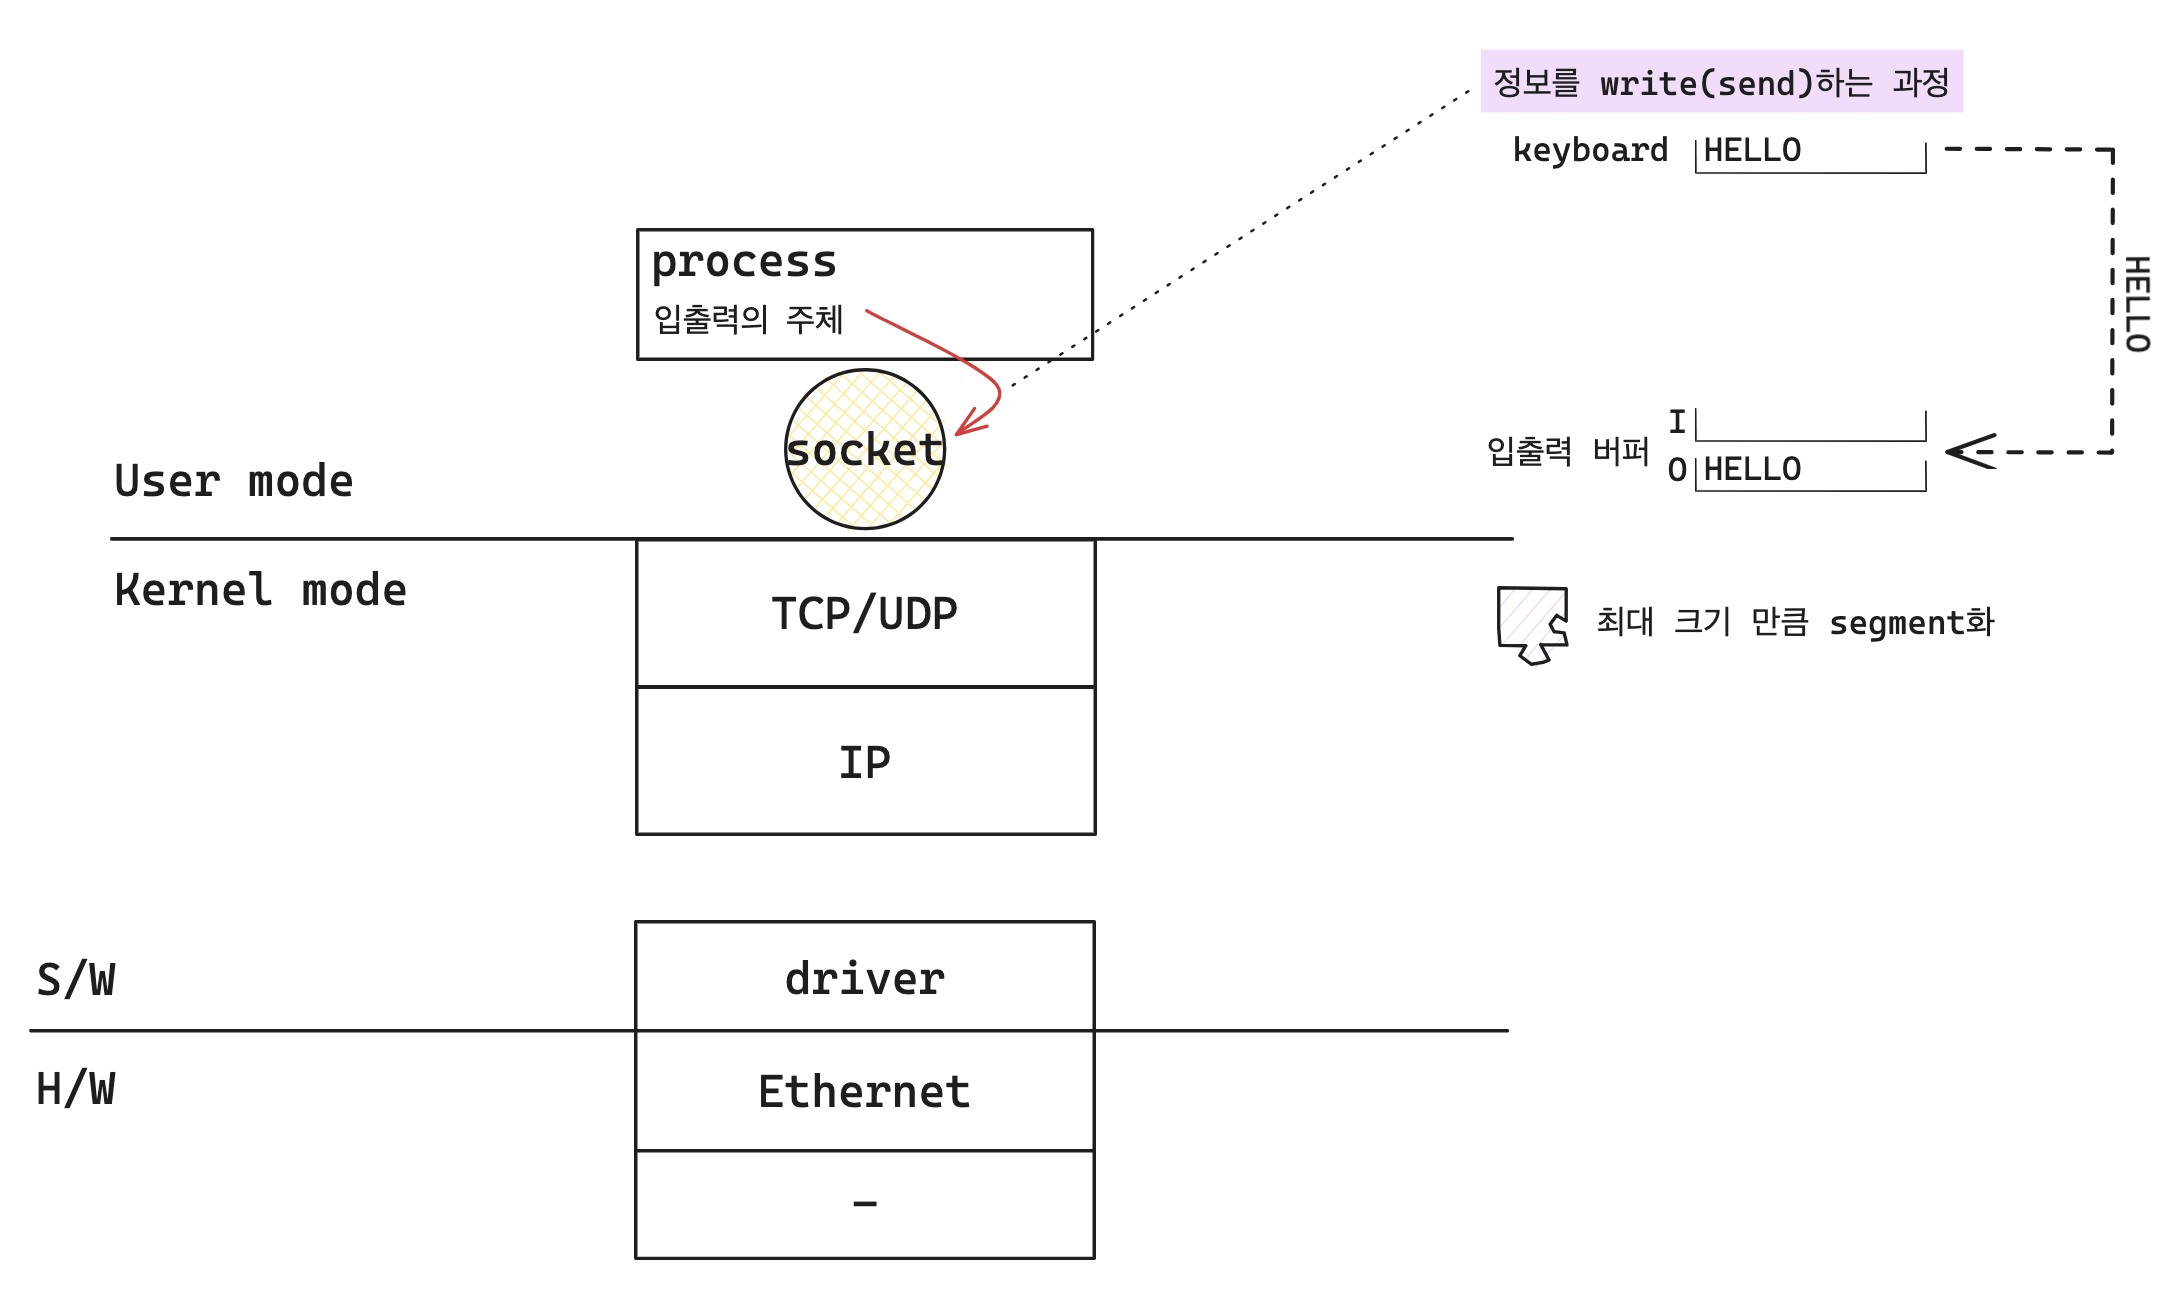 정보를 write(send)하는 과정
keyboard HELLO
HELLO
process
입출력의 주체
socket
입출력 버퍼
I
O HELLO
User mode
Kernel mode
TCP/UDP
최대 크기 만큼 segment화
IP
S/W
driver
H/W
Ethernet
-